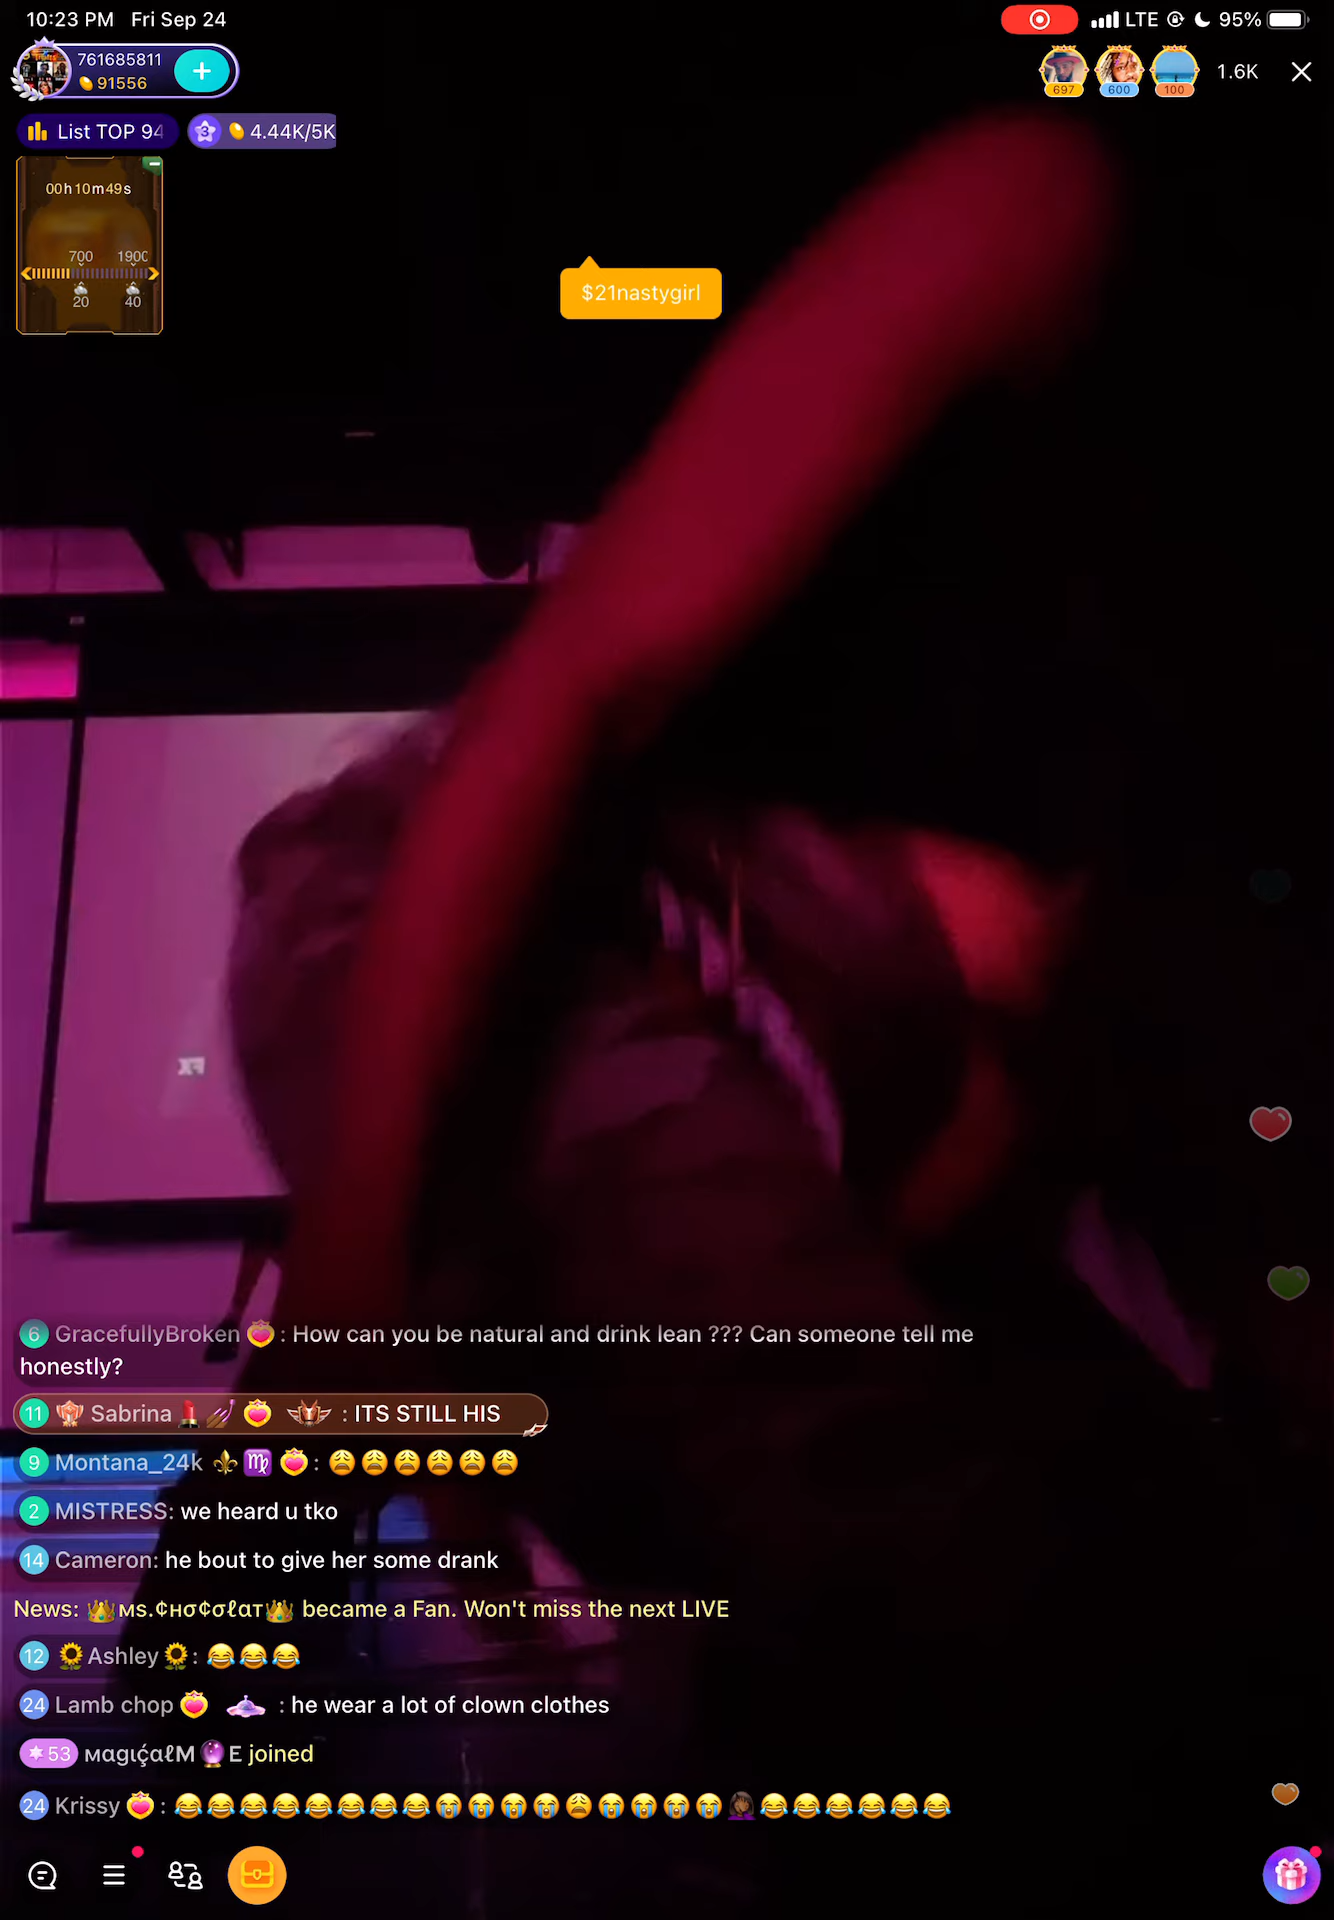 10:23 PM Fri Sep 24
LTE 95%
761685811
91556
697 600 100 1.6K
List TOP 94
3 4.44K/5K
00h10m49s
700 1900
20 40
$21nastygirl
6 GracefullyBroken : How can you be natural and drink lean ??? Can someone tell me
honestly?
11 Sabrina💄💅🏾 : ITS STILL HIS
9 Montana_24k ⚜️♍ : 😩😩😩😩😩😩
2 MISTRESS: we heard u tko
14 Cameron: he bout to give her some drank
News: 👑мѕ.¢нσ¢σℓαт👑 became a Fan. Won't miss the next LIVE
12 🌻Ashley🌻: 😂😂😂
24 Lamb chop : he wear a lot of clown clothes
53 мαgιçαℓM🔮E joined
24 Krissy : 😂😂😂😂😂😂😂😂😭😭😭😭😩😭😭😭😭🤦🏾‍♀️😂😂😂😂😂😂